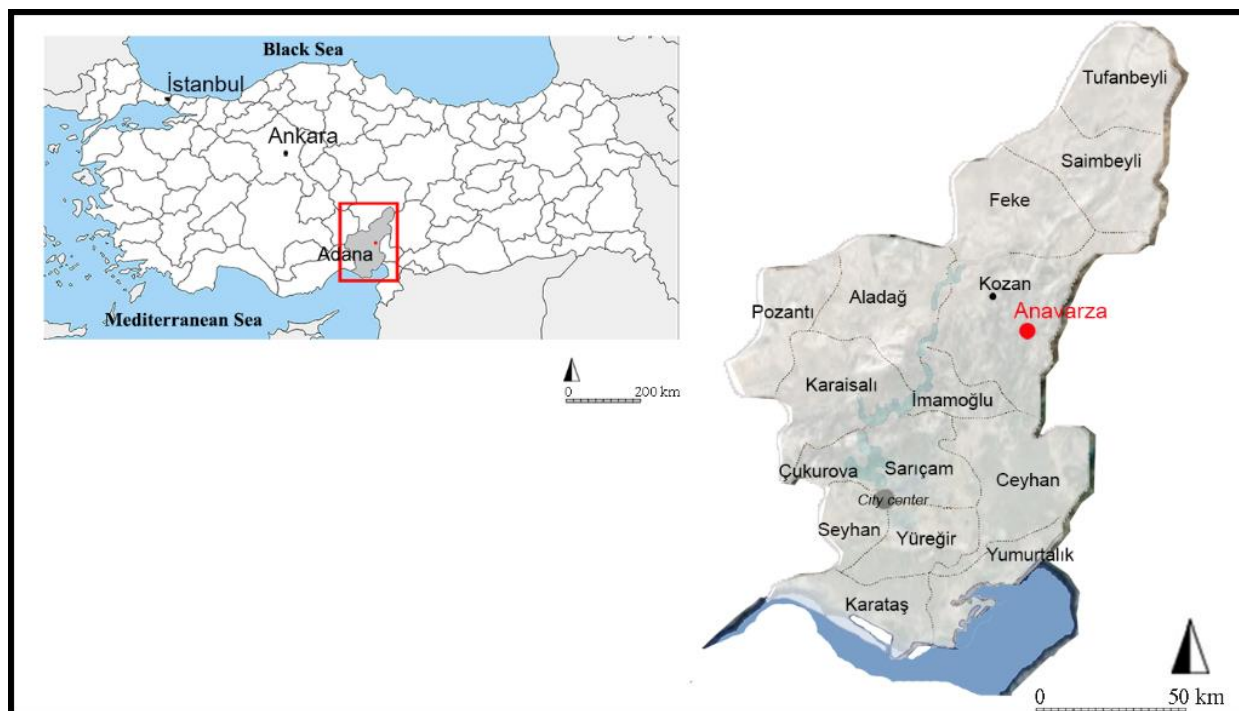 Black Sea
İstanbul
Ankara
Adana
Mediterranean Sea
0 200 km
Tufanbeyli
Saimbeyli
Feke
Kozan
Aladağ
Pozantı
Anavarza
Karaisalı
İmamoğlu
Çukurova
Sarıçam
Ceyhan
City center
Seyhan
Yüreğir
Yumurtalık
Karataş
0 50 km